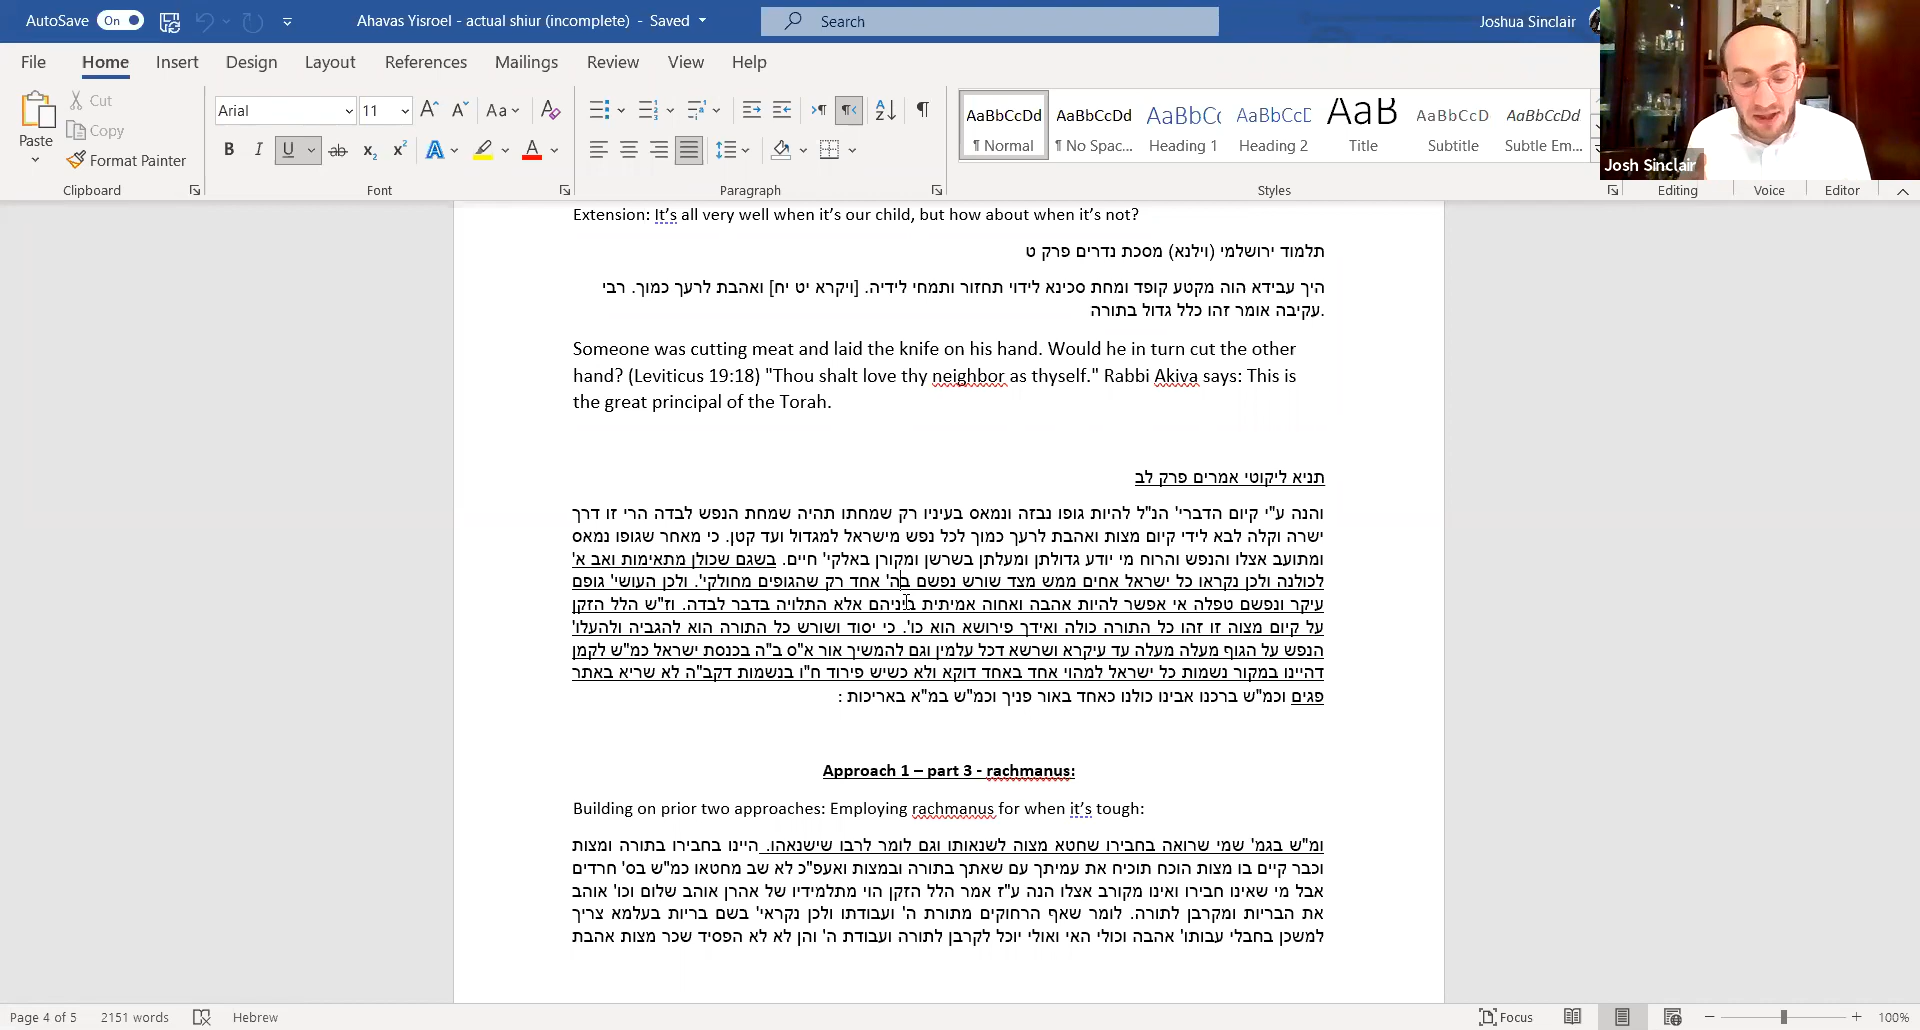 AutoSave On Ahavas Yisroel - actual shiur (incomplete) - Saved Search Joshua Sinclair
File Home Insert Design Layout References Mailings Review View Help
Paste Cut Copy Format Painter
Arial 11 A A Aa
B I U ab x₂ x² A A
AaBbCcDd AaBbCcDd AaBbCc AaBbCcD AaB AaBbCcD AaBbCcDd
¶ Normal ¶ No Spac... Heading 1 Heading 2 Title Subtitle Subtle Em...
Josh Sinclair
Clipboard Font Paragraph Styles Editing Voice Editor
Extension: It's all very well when it's our child, but how about when it's not?
תלמוד ירושלמי (וילנא) מסכת נדרים פרק ט
היך עבידא הוה מקטע קופד ומחת סכינא לידוי תחזור ותמחי לידיה. [ויקרא יט יח] ואהבת לרעך כמוך. רבי
עקיבה אומר זהו כלל גדול בתורה.
Someone was cutting meat and laid the knife on his hand. Would he in turn cut the other
hand? (Leviticus 19:18) "Thou shalt love thy neighbor as thyself." Rabbi Akiva says: This is
the great principal of the Torah.
תניא ליקוטי אמרים פרק לב
והנה ע"י קיום הדברי' הנ"ל להיות גופו נבזה ונמאס בעיניו רק שמחתו תהיה שמחת הנפש לבדה הרי זו דרך
ישרה וקלה לבא לידי קיום מצות ואהבת לרעך כמוך לכל נפש מישראל למגדול ועד קטן. כי מאחר שגופו נמאס
ומתועב אצלו והנפש והרוח מי יודע גדולתן ומעלתן בשרשן ומקורן באלקי' חיים. בשגם שכולן מתאימות ואב א'
לכולנה ולכן נקראו כל ישראל אחים ממש מצד שורש נפשם בה' אחד רק שהגופים מחולקי'. ולכן העושי' גופם
עיקר ונפשם טפלה אי אפשר להיות אהבה ואחוה אמיתית ביניהם אלא התלויה בדבר לבדה. וז"ש הלל הזקן
על קיום מצוה זו זהו כל התורה כולה ואידך פירושא הוא כו'. כי יסוד ושורש כל התורה הוא להגביה ולהעלו'
הנפש על הגוף מעלה מעלה עד עיקרא ושרשא דכל עלמין וגם להמשיך אור א"ס ב"ה בכנסת ישראל כמ"ש לקמן
דהיינו במקור נשמות כל ישראל למהוי אחד באחד דוקא ולא כשיש פירוד ח"ו בנשמות דקב"ה לא שריא באתר
פגים וכמ"ש ברכנו אבינו כולנו כאחד באור פניך וכמ"ש במ"א באריכות :
Approach 1 – part 3 - rachmanus:
Building on prior two approaches: Employing rachmanus for when it's tough:
ומ"ש בגמ' שמי שרואה בחבירו שחטא מצוה לשנאותו וגם לומר לרבו שישנאהו. היינו בחבירו בתורה ומצות
וכבר קיים בו מצות הוכח תוכיח את עמיתך עם שאתך בתורה ובמצות ואעפ"כ לא שב מחטאו כמ"ש בס' חרדים
אבל מי שאינו חבירו ואינו מקורב אצלו הנה ע"ז אמר הלל הזקן הוי מתלמידיו של אהרן אוהב שלום וכו' אוהב
את הבריות ומקרבן לתורה. לומר שאף הרחוקים מתורת ה' ועבודתו ולכן נקראי' בשם בריות בעלמא צריך
למשכן בחבלי עבותו' אהבה וכולי האי ואולי יוכל לקרבן לתורה ועבודת ה' והן לא לא הפסיד שכר מצות אהבת
Page 4 of 5 2151 words Hebrew Focus 100%